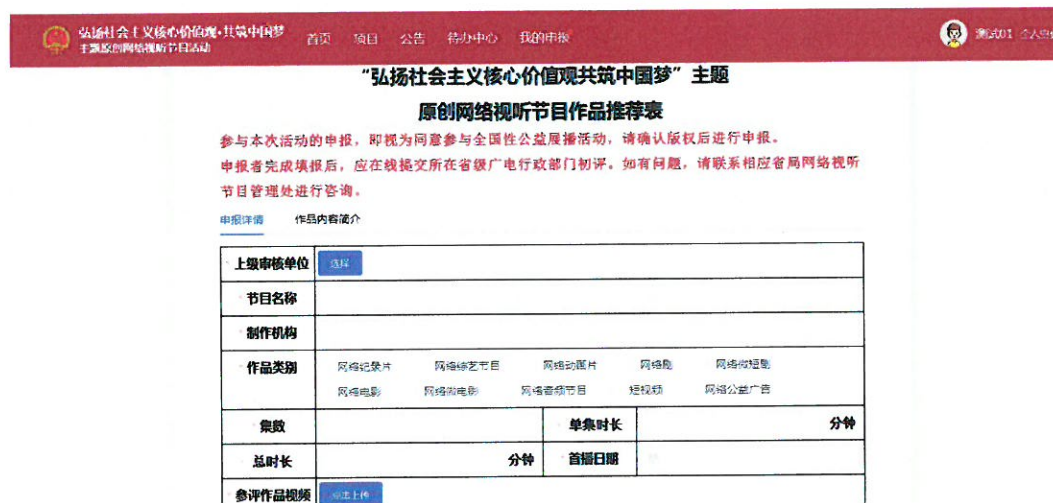 弘扬社会主义核心价值观·共筑中国梦
主题原创网络视听节目活动
首页 项目 公告 待办中心 我的申报
测试01
“弘扬社会主义核心价值观共筑中国梦”主题
原创网络视听节目作品推荐表
参与本次活动的申报,即视为同意参与全国性公益展播活动,请确认版权后进行申报。
申报者完成填报后,应在线提交所在省级广电行政部门初评。如有问题,请联系相应省局网络视听
节目管理处进行咨询。
申报详情 作品内容简介
上级审核单位 选择
节目名称
制作机构
作品类别 网络纪录片 网络综艺节目 网络动画片 网络剧 网络微短剧
网络电影 网络微电影 网络音频节目 短视频 网络公益广告
集数 单集时长 分钟
总时长 分钟 首播日期
参评作品视频 点击上传